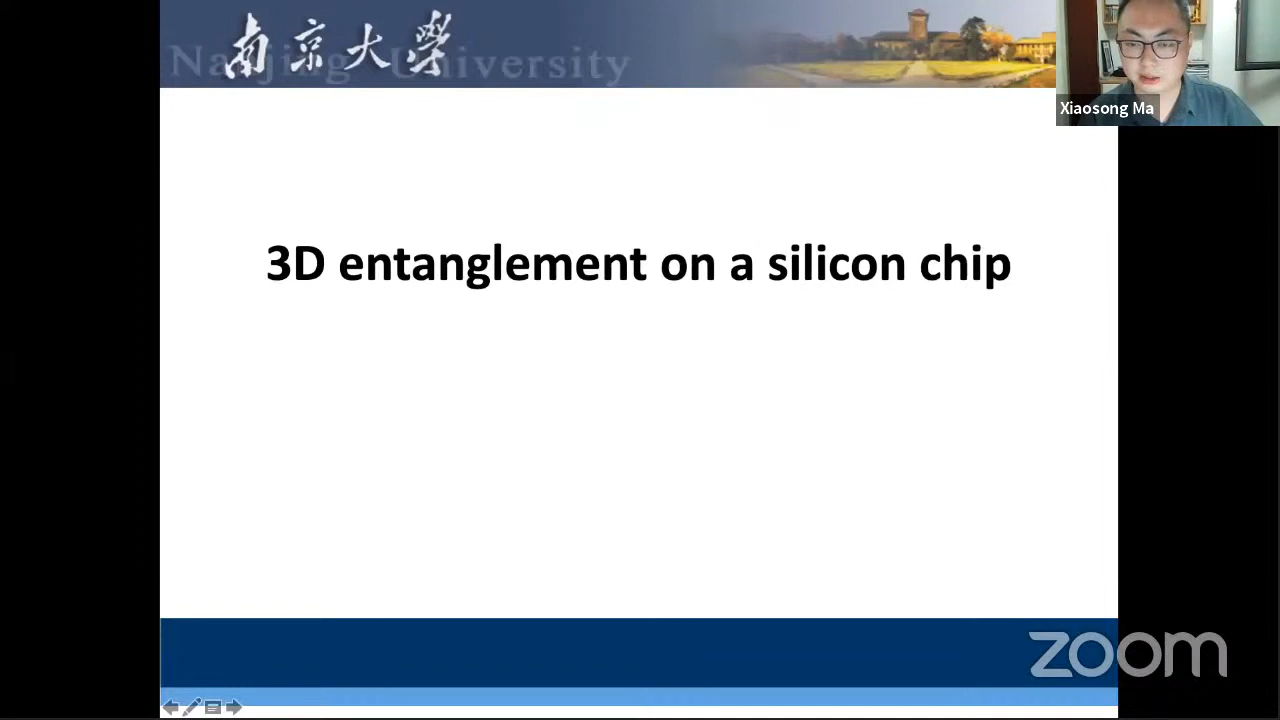 南京大學
Nanjing University
Xiaosong Ma
3D entanglement on a silicon chip
zoom